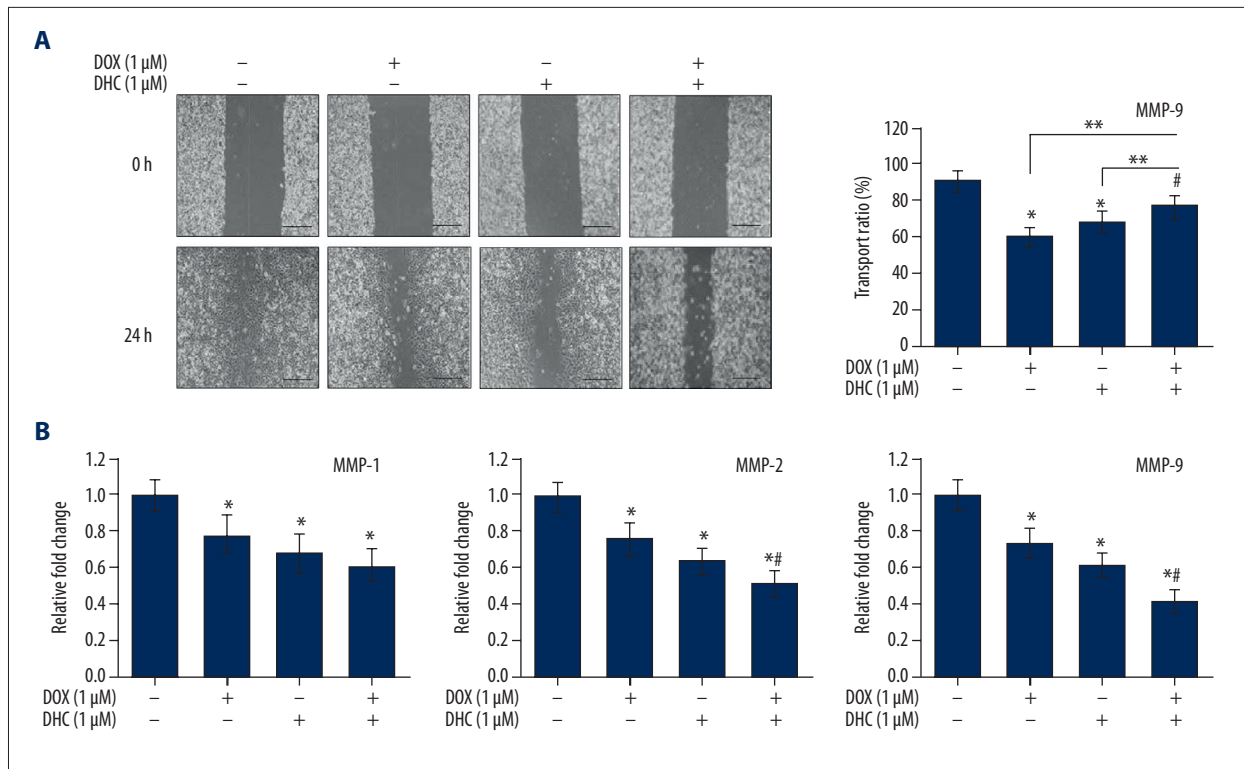 A
DOX (1 µM) – + – +
DHC (1 µM) – – + +
0 h
24 h
MMP-9
120
100
80
60
40
20
0
Transport ratio (%)
**
**
* * #
DOX (1 µM) – + – +
DHC (1 µM) – – + +
B
MMP-1
1.2
1.0
0.8
0.6
0.4
0.2
0.0
Relative fold change
* * *
DOX (1 µM) – + – +
DHC (1 µM) – – + +
MMP-2
1.2
1.0
0.8
0.6
0.4
0.2
0.0
Relative fold change
* * *#
DOX (1 µM) – + – +
DHC (1 µM) – – + +
MMP-9
1.2
1.0
0.8
0.6
0.4
0.2
0.0
Relative fold change
* * *#
DOX (1 µM) – + – +
DHC (1 µM) – – + +